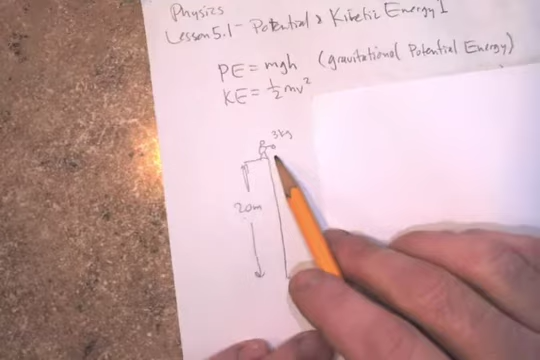 Physics
Lesson 5.1 - Potential & Kinetic Energy I
PE = mgh (gravitational Potential Energy)
KE = ½mv²
3kg
20m